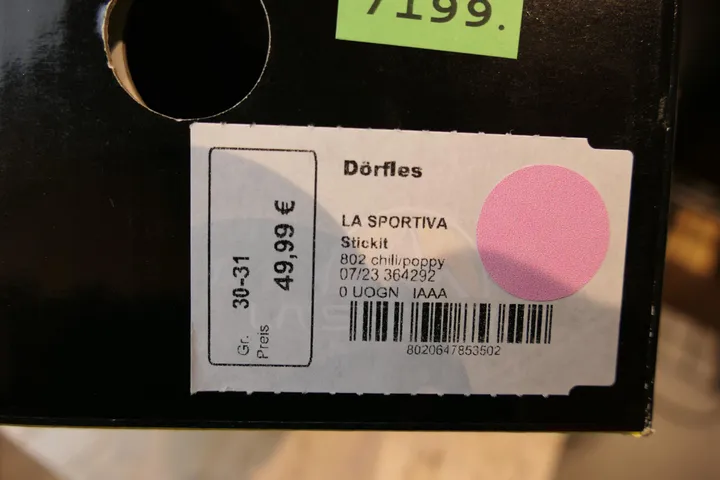 7199.
Dörfles
LA SPORTIVA
Stickit
802 chili/poppy
07/23 364292
0 UOGN IAAA
8020647853502
Gr. 30-31
Preis 49,99 €